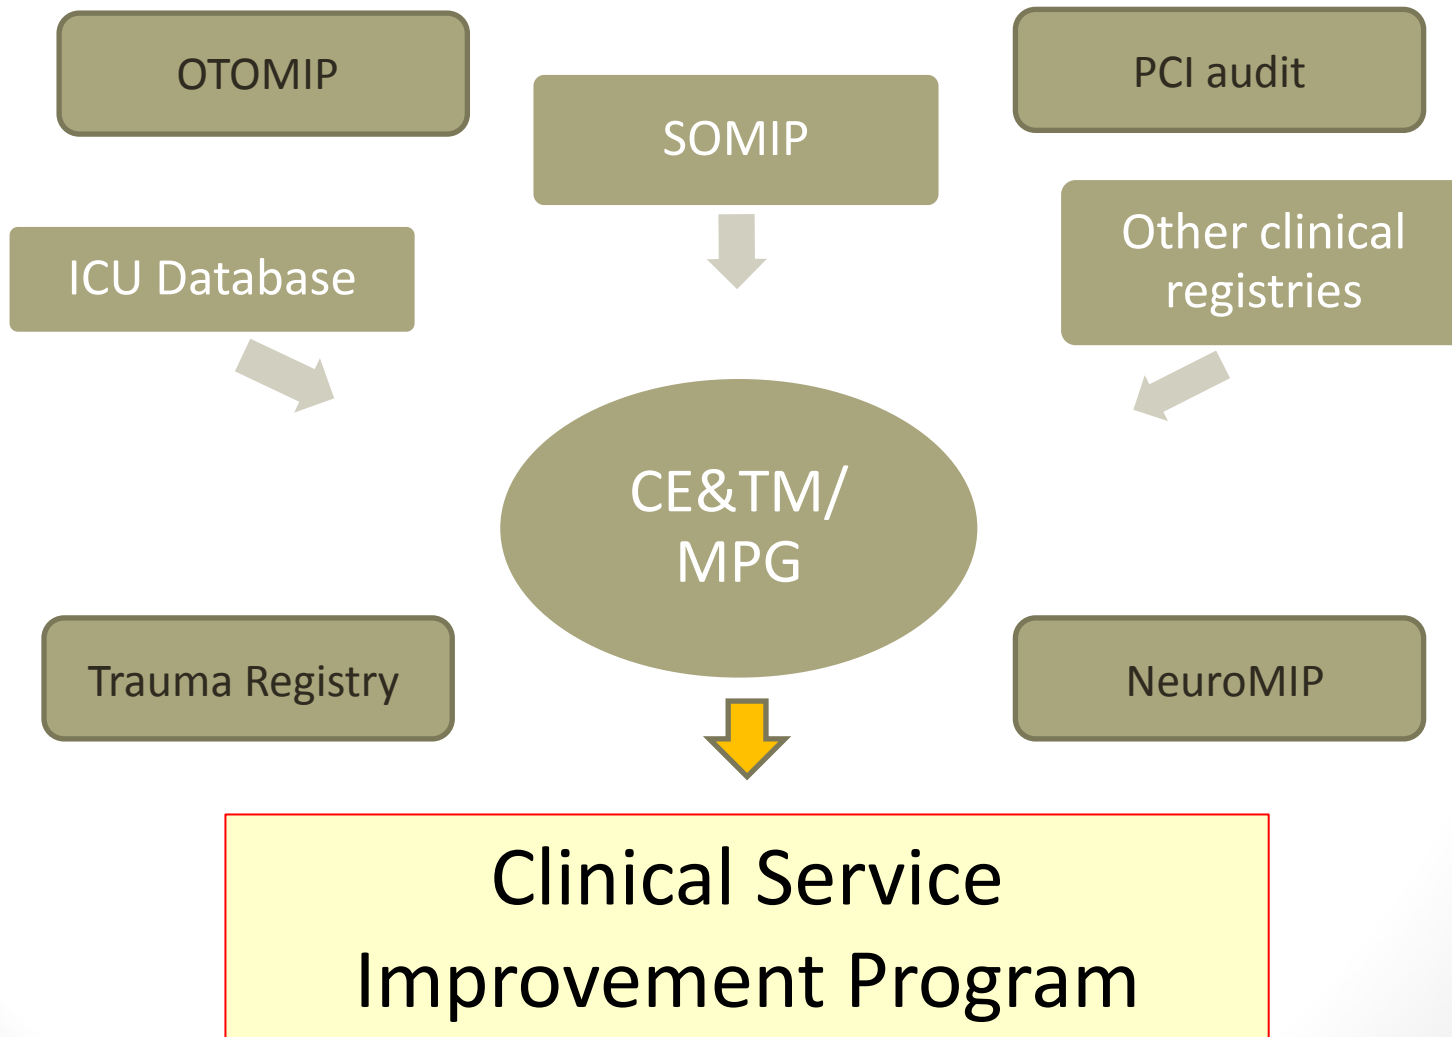 OTOMIP
PCI audit
SOMIP
ICU Database
Other clinical
registries
CE&TM/
MPG
Trauma Registry
NeuroMIP
Clinical Service
Improvement Program